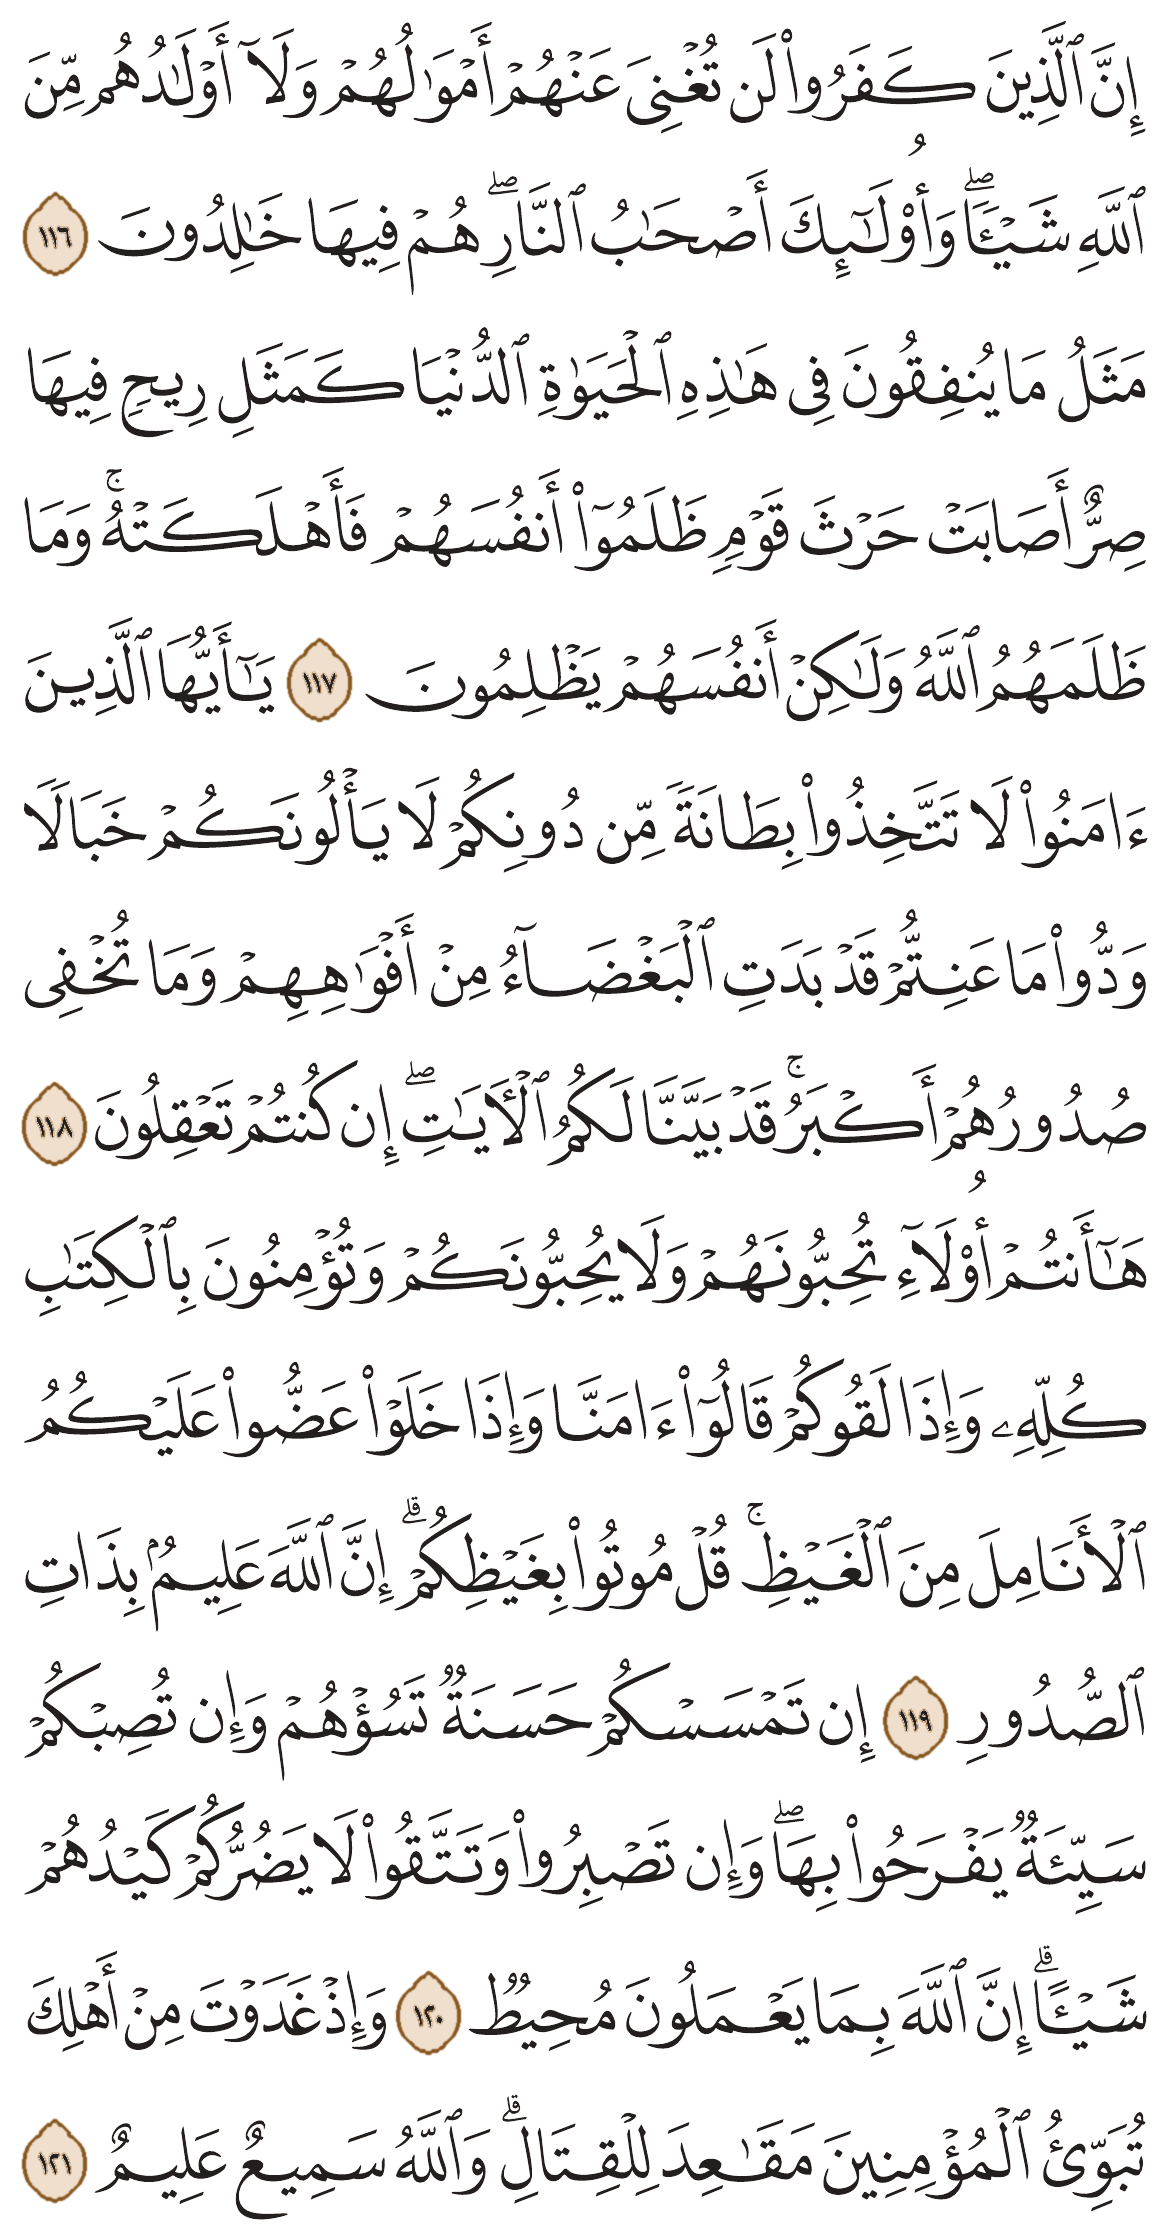 إِنَّ ٱلَّذِينَ كَفَرُوا۟ لَن تُغْنِىَ عَنْهُمْ أَمْوَٰلُهُمْ وَلَآ أَوْلَٰدُهُم مِّنَ
ٱللَّهِ شَيْـًٔا ۖ وَأُو۟لَٰٓئِكَ أَصْحَٰبُ ٱلنَّارِ ۖ هُمْ فِيهَا خَٰلِدُونَ ١١٦
مَثَلُ مَا يُنفِقُونَ فِى هَٰذِهِ ٱلْحَيَوٰةِ ٱلدُّنْيَا كَمَثَلِ رِيحٍ فِيهَا
صِرٌّ أَصَابَتْ حَرْثَ قَوْمٍ ظَلَمُوٓا۟ أَنفُسَهُمْ فَأَهْلَكَتْهُ ۚ وَمَا
ظَلَمَهُمُ ٱللَّهُ وَلَٰكِنْ أَنفُسَهُمْ يَظْلِمُونَ ١١٧ يَٰٓأَيُّهَا ٱلَّذِينَ
ءَامَنُوا۟ لَا تَتَّخِذُوا۟ بِطَانَةً مِّن دُونِكُمْ لَا يَأْلُونَكُمْ خَبَالًا
وَدُّوا۟ مَا عَنِتُّمْ قَدْ بَدَتِ ٱلْبَغْضَآءُ مِنْ أَفْوَٰهِهِمْ وَمَا تُخْفِى
صُدُورُهُمْ أَكْبَرُ ۚ قَدْ بَيَّنَّا لَكُمُ ٱلْـَٔايَٰتِ ۖ إِن كُنتُمْ تَعْقِلُونَ ١١٨
هَٰٓأَنتُمْ أُو۟لَآءِ تُحِبُّونَهُمْ وَلَا يُحِبُّونَكُمْ وَتُؤْمِنُونَ بِٱلْكِتَٰبِ
كُلِّهِۦ وَإِذَا لَقُوكُمْ قَالُوٓا۟ ءَامَنَّا وَإِذَا خَلَوْا۟ عَضُّوا۟ عَلَيْكُمُ
ٱلْأَنَامِلَ مِنَ ٱلْغَيْظِ ۚ قُلْ مُوتُوا۟ بِغَيْظِكُمْ ۗ إِنَّ ٱللَّهَ عَلِيمٌۢ بِذَاتِ
ٱلصُّدُورِ ١١٩ إِن تَمْسَسْكُمْ حَسَنَةٌ تَسُؤْهُمْ وَإِن تُصِبْكُمْ
سَيِّئَةٌ يَفْرَحُوا۟ بِهَا ۖ وَإِن تَصْبِرُوا۟ وَتَتَّقُوا۟ لَا يَضُرُّكُمْ كَيْدُهُمْ
شَيْـًٔا ۗ إِنَّ ٱللَّهَ بِمَا يَعْمَلُونَ مُحِيطٌ ١٢٠ وَإِذْ غَدَوْتَ مِنْ أَهْلِكَ
تُبَوِّئُ ٱلْمُؤْمِنِينَ مَقَٰعِدَ لِلْقِتَالِ ۗ وَٱللَّهُ سَمِيعٌ عَلِيمٌ ١٢١